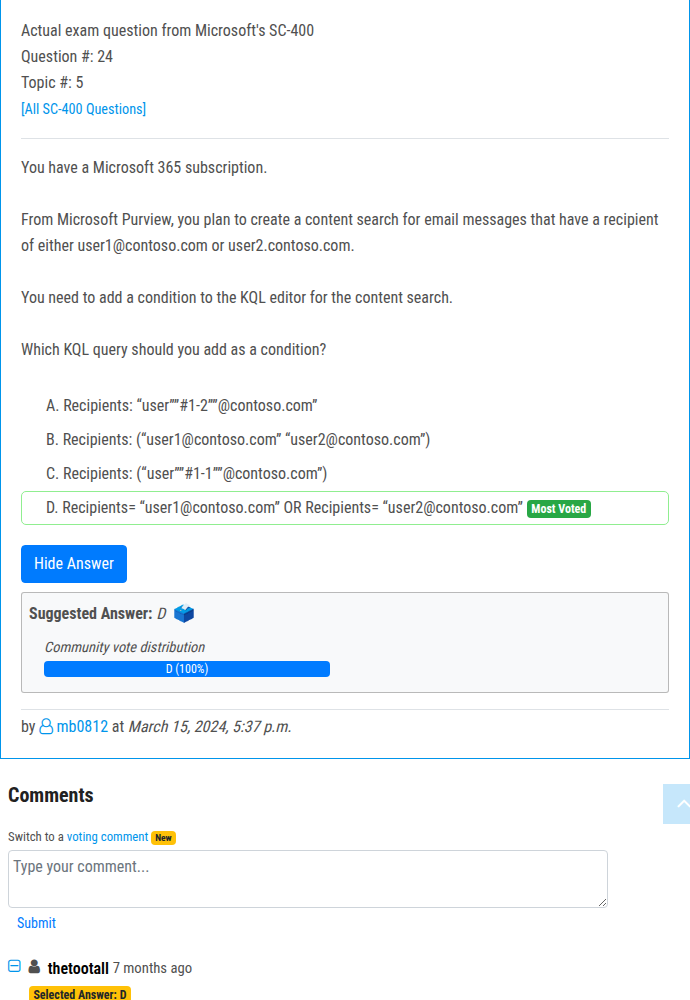 Actual exam question from Microsoft's SC-400
Question #: 24
Topic #: 5
[All SC-400 Questions]
You have a Microsoft 365 subscription.
From Microsoft Purview, you plan to create a content search for email messages that have a recipient
of either user1@contoso.com or user2.contoso.com.
You need to add a condition to the KQL editor for the content search.
Which KQL query should you add as a condition?
A. Recipients: “user””#1-2””@contoso.com”
B. Recipients: (“user1@contoso.com” “user2@contoso.com”)
C. Recipients: (“user””#1-1””@contoso.com”)
D. Recipients= “user1@contoso.com” OR Recipients= “user2@contoso.com” Most Voted
Hide Answer
Suggested Answer: D
Community vote distribution
D (100%)
by mb0812 at March 15, 2024, 5:37 p.m.
Comments
Switch to a voting comment New
Type your comment...
Submit
thetootall 7 months ago
Selected Answer: D